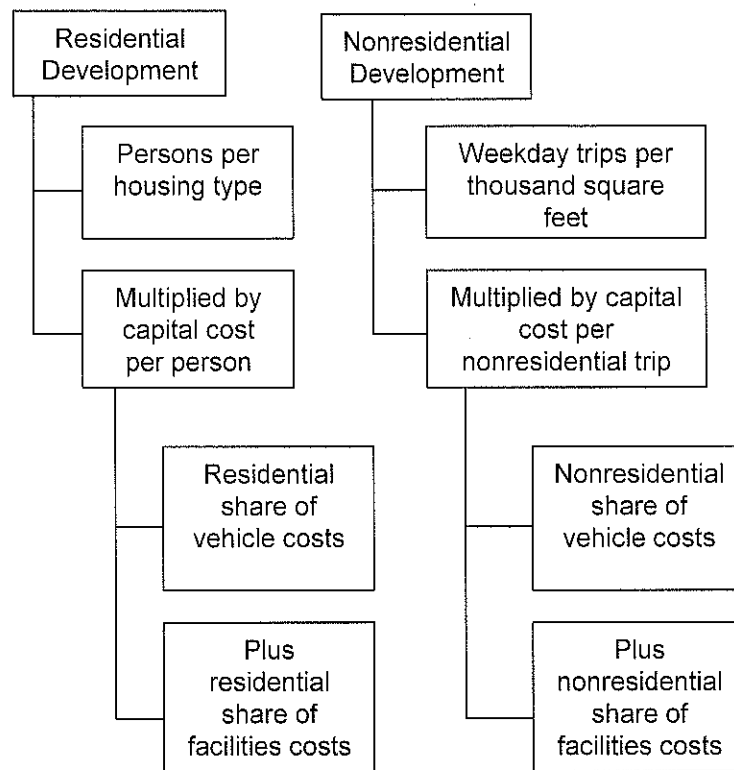 Residential
Development
Persons per
housing type
Multiplied by
capital cost
per person
Residential
share of
vehicle costs
Plus
residential
share of
facilities costs
Nonresidential
Development
Weekday trips per
thousand square
feet
Multiplied by capital
cost per
nonresidential trip
Nonresidential
share of
vehicle costs
Plus
nonresidential
share of
facilities costs